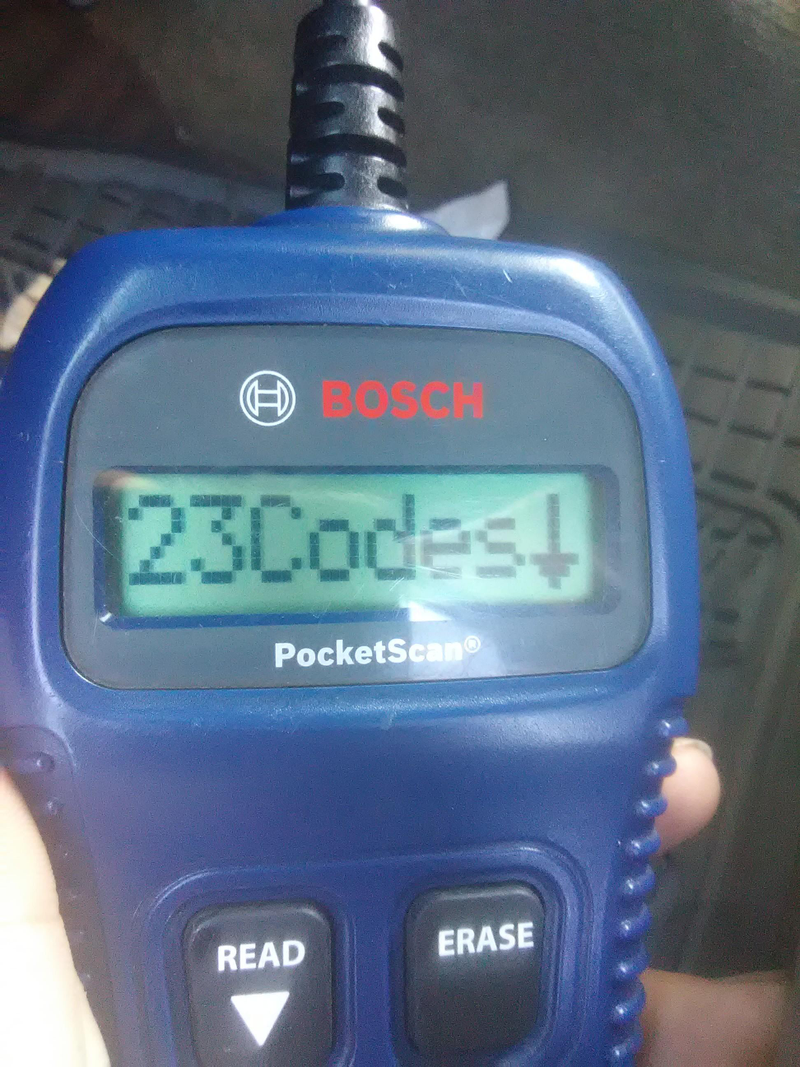 BOSCH
23Codes↓
PocketScan®
READ
ERASE